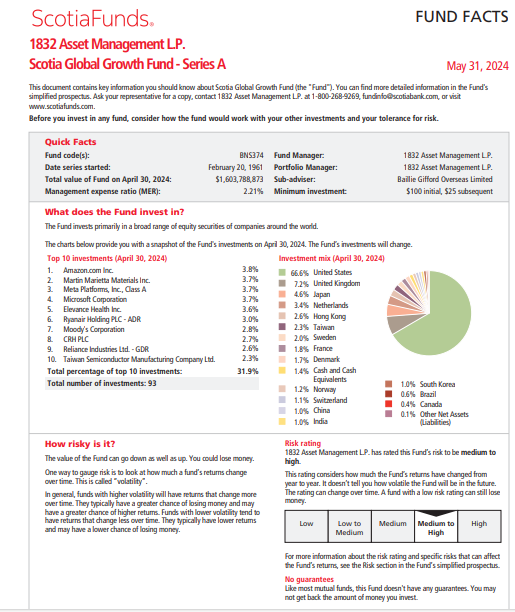 ScotiaFunds®
FUND FACTS
1832 Asset Management L.P.
Scotia Global Growth Fund - Series A
May 31, 2024
This document contains key information you should know about Scotia Global Growth Fund (the "Fund"). You can find more detailed information in the Fund's
simplified prospectus. Ask your representative for a copy, contact 1832 Asset Management L.P. at 1-800-268-9269, fundinfo@scotiabank.com, or visit
www.scotiafunds.com.
Before you invest in any fund, consider how the fund would work with your other investments and your tolerance for risk.
Quick Facts
Fund code(s): BNS374 Fund Manager: 1832 Asset Management L.P.
Date series started: February 20, 1961 Portfolio Manager: 1832 Asset Management L.P.
Total value of Fund on April 30, 2024: $1,603,788,873 Sub-adviser: Baillie Gifford Overseas Limited
Management expense ratio (MER): 2.21% Minimum investment: $100 initial, $25 subsequent
What does the Fund invest in?
The Fund invests primarily in a broad range of equity securities of companies around the world.
The charts below provide you with a snapshot of the Fund's investments on April 30, 2024. The Fund's investments will change.
Top 10 investments (April 30, 2024)
1. Amazon.com Inc. 3.8%
2. Martin Marietta Materials Inc. 3.7%
3. Meta Platforms, Inc., Class A 3.7%
4. Microsoft Corporation 3.7%
5. Elevance Health Inc. 3.6%
6. Ryanair Holding PLC - ADR 3.0%
7. Moody's Corporation 2.8%
8. CRH PLC 2.7%
9. Reliance Industries Ltd. - GDR 2.6%
10. Taiwan Semiconductor Manufacturing Company Ltd. 2.3%
Total percentage of top 10 investments: 31.9%
Total number of investments: 93
Investment mix (April 30, 2024)
66.6% United States
7.2% United Kingdom
4.6% Japan
3.4% Netherlands
2.6% Hong Kong
2.3% Taiwan
2.0% Sweden
1.8% France
1.7% Denmark
1.4% Cash and Cash
Equivalents
1.2% Norway
1.1% Switzerland
1.0% China
1.0% India
1.0% South Korea
0.6% Brazil
0.4% Canada
0.1% Other Net Assets
(Liabilities)
How risky is it?
The value of the Fund can go down as well as up. You could lose money.
One way to gauge risk is to look at how much a fund's returns change
over time. This is called "volatility".
In general, funds with higher volatility will have returns that change more
over time. They typically have a greater chance of losing money and may
have a greater chance of higher returns. Funds with lower volatility tend to
have returns that change less over time. They typically have lower returns
and may have a lower chance of losing money.
Risk rating
1832 Asset Management L.P. has rated this Fund's risk to be medium to
high.
This rating considers how much the Fund's returns have changed from
year to year. It doesn't tell you how volatile the Fund will be in the future.
The rating can change over time. A fund with a low risk rating can still lose
money.
Low
Low to
Medium
Medium
Medium to
High
High
For more information about the risk rating and specific risks that can affect
the Fund's returns, see the Risk section in the Fund's simplified prospectus.
No guarantees
Like most mutual funds, this Fund doesn't have any guarantees. You may
not get back the amount of money you invest.